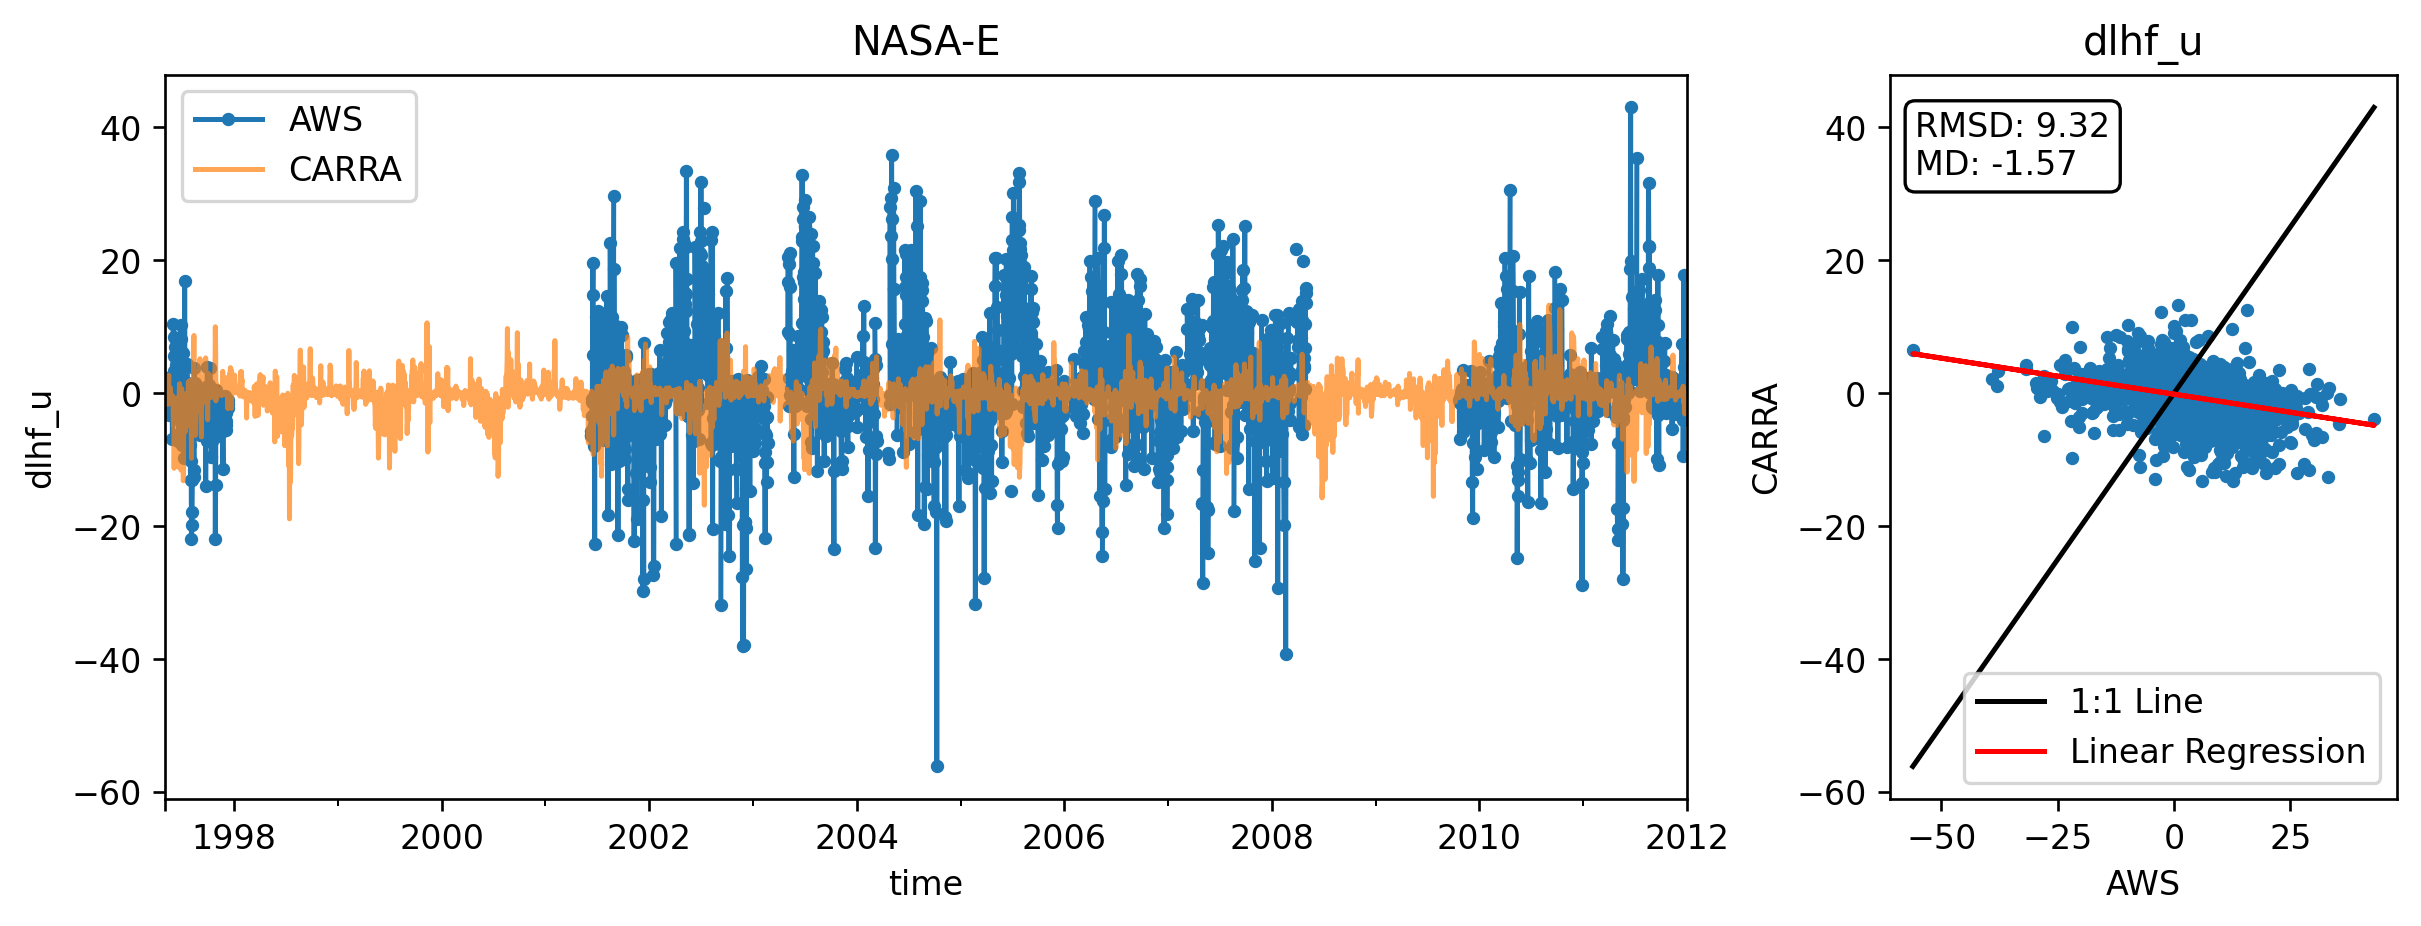 NASA-E
AWS
CARRA
40
20
0
−20
−40
−60
dlhf_u
1998
2000
2002
2004
2006
2008
2010
2012
time
dlhf_u
RMSD: 9.32
MD: -1.57
40
20
0
−20
−40
−60
CARRA
1:1 Line
Linear Regression
−50
−25
0
25
AWS